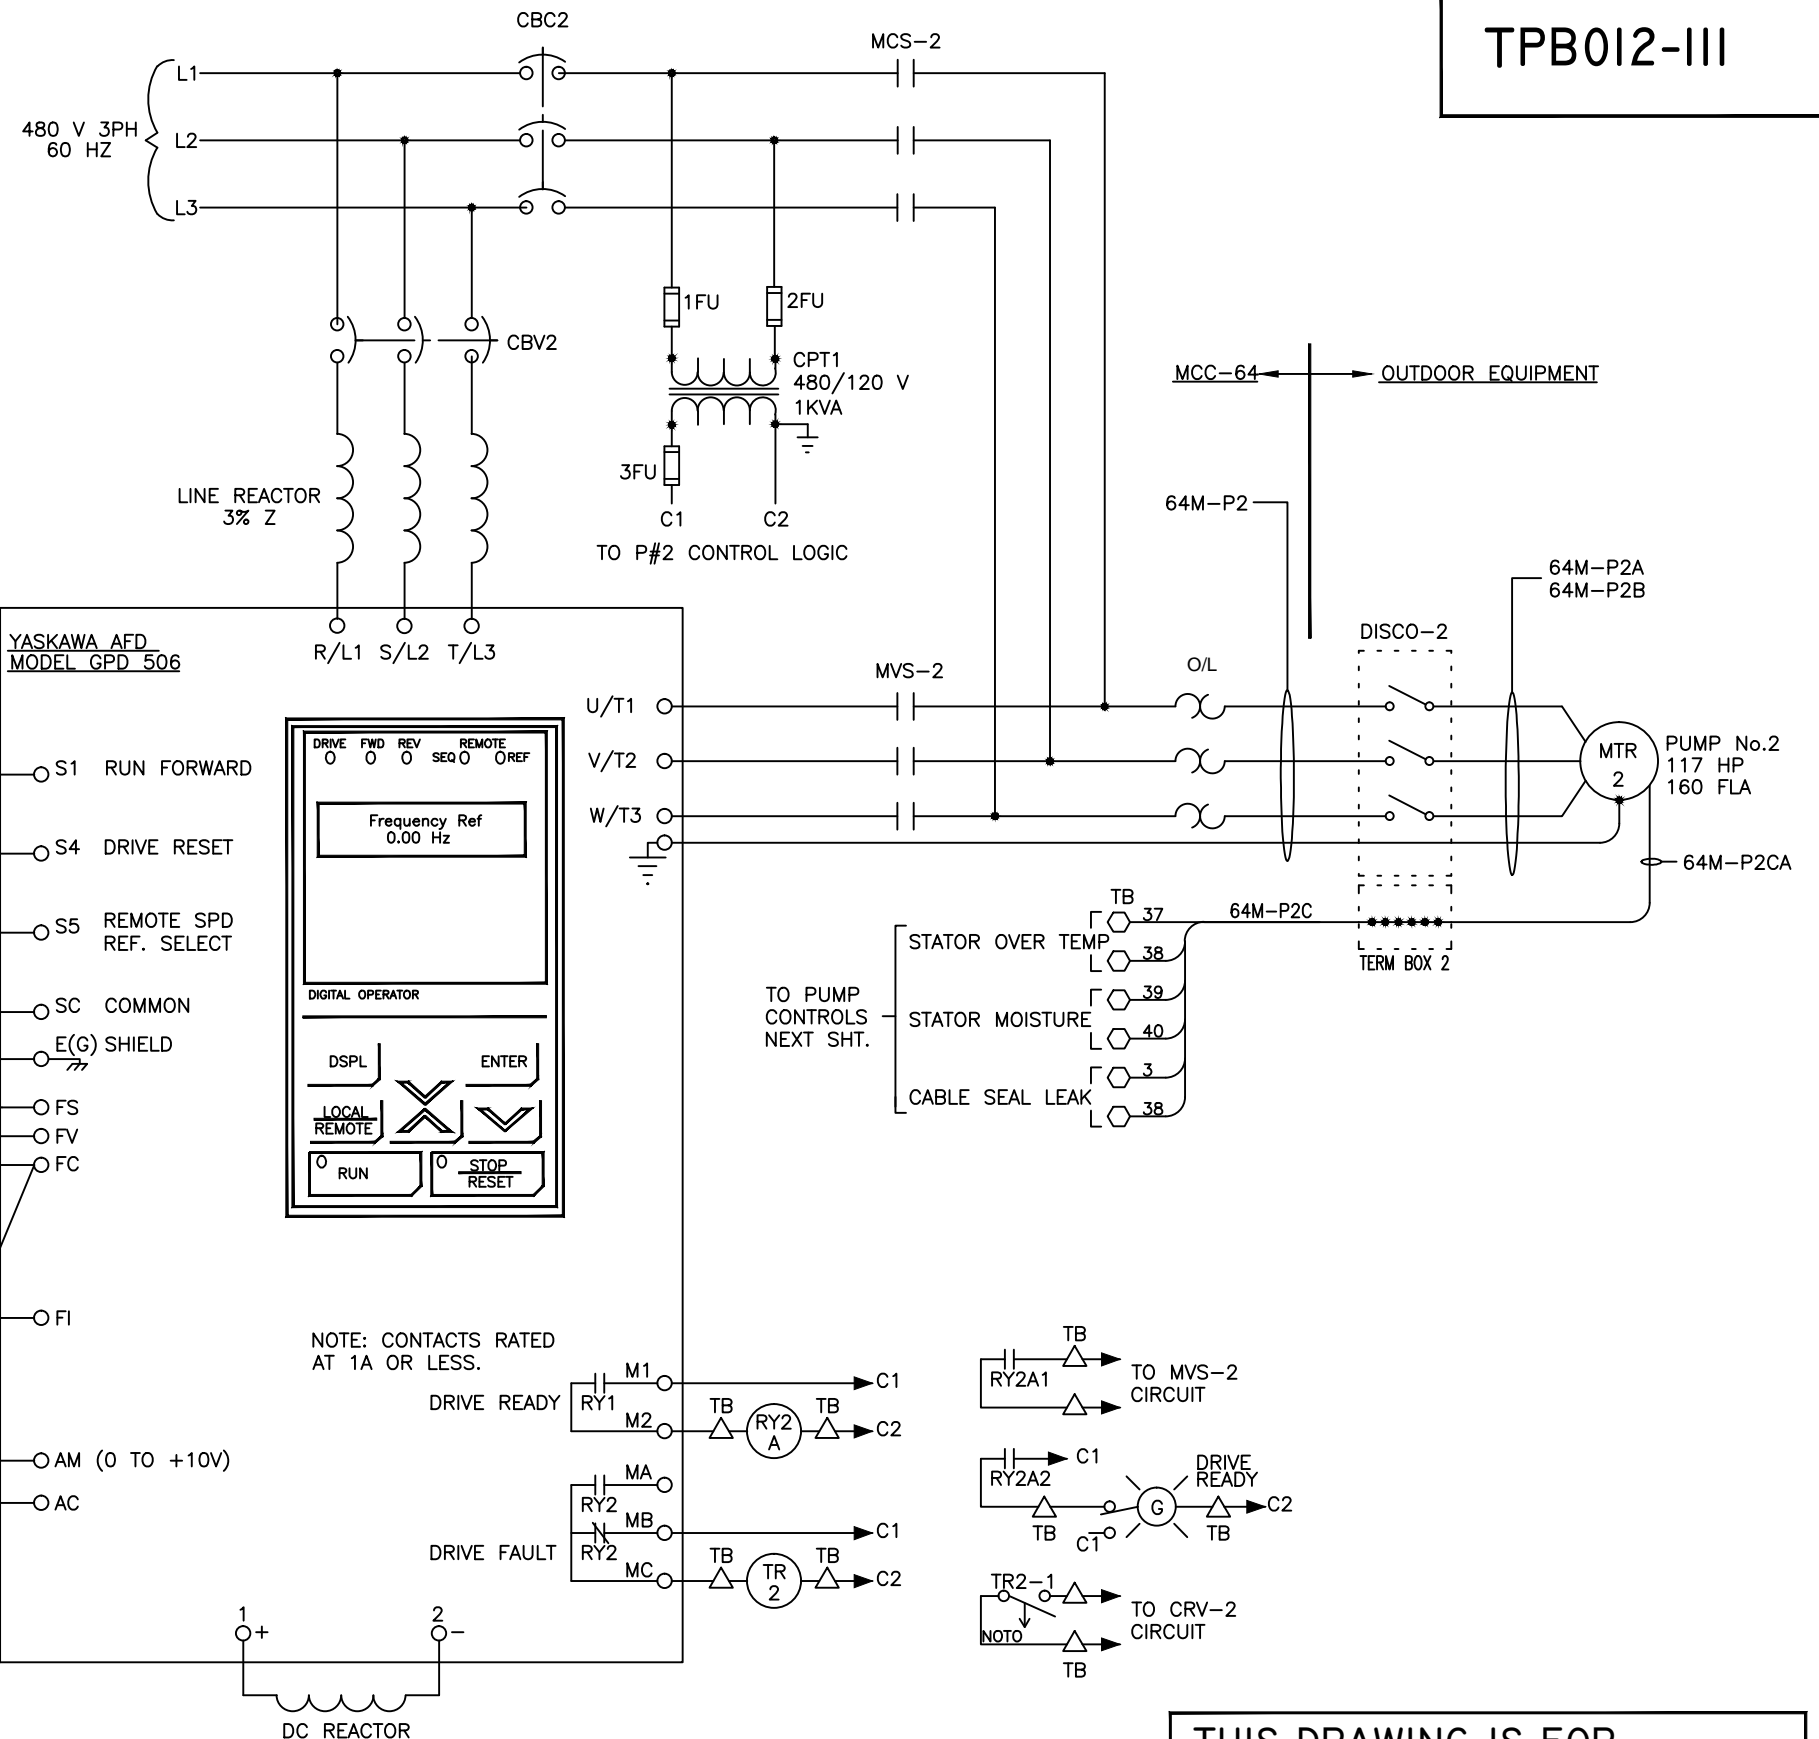 TPB012-III
CBC2
MCS-2
L1
480 V 3PH
60 HZ
L2
L3
1FU
2FU
CBV2
CPT1
480/120 V
1KVA
MCC-64
OUTDOOR EQUIPMENT
3FU
LINE REACTOR
3% Z
C1
C2
TO P#2 CONTROL LOGIC
64M-P2
64M-P2A
64M-P2B
DISCO-2
YASKAWA AFD
MODEL GPD 506
R/L1 S/L2 T/L3
MVS-2
O/L
U/T1
V/T2
W/T3
MTR
2
PUMP No.2
117 HP
160 FLA
64M-P2CA
DRIVE FWD REV REMOTE
SEQ REF
Frequency Ref
0.00 Hz
DIGITAL OPERATOR
DSPL
ENTER
LOCAL
REMOTE
RUN
STOP
RESET
S1 RUN FORWARD
S4 DRIVE RESET
S5 REMOTE SPD
REF. SELECT
SC COMMON
E(G) SHIELD
FS
FV
FC
FI
AM (0 TO +10V)
AC
TB
37
64M-P2C
STATOR OVER TEMP
38
TERM BOX 2
39
TO PUMP
CONTROLS
NEXT SHT.
STATOR MOISTURE
40
3
CABLE SEAL LEAK
38
NOTE: CONTACTS RATED
AT 1A OR LESS.
DRIVE READY
RY1
M1
C1
M2
TB
RY2
A
TB
C2
MA
RY2
MB
C1
DRIVE FAULT
RY2
MC
TB
TR
2
TB
C2
TB
RY2A1
TO MVS-2
CIRCUIT
C1
RY2A2
DRIVE
READY
G
C2
TB
C1
TB
TR2-1
TO CRV-2
CIRCUIT
NOTO
TB
1
+
2
-
DC REACTOR
THIS DRAWING IS FOR